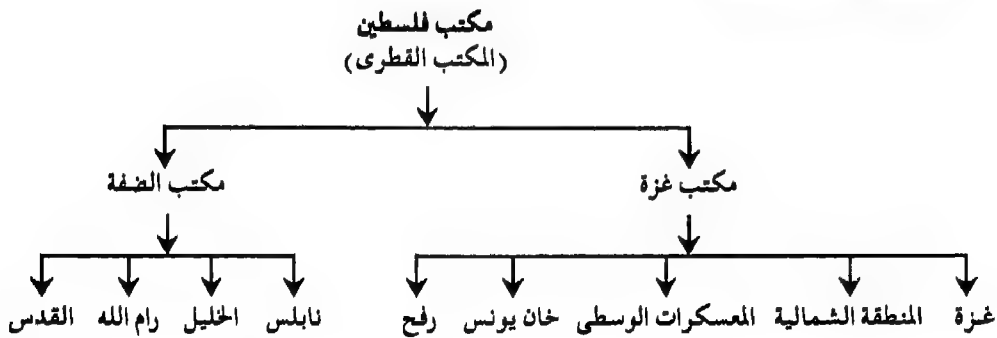 مكتب فلسطين
(المكتب القطرى)
مكتب غزة
مكتب الضفة
غزة
المنطقة الشمالية
المعسكرات الوسطى
خان يونس
رفح
نابلس
الخليل
رام الله
القدس